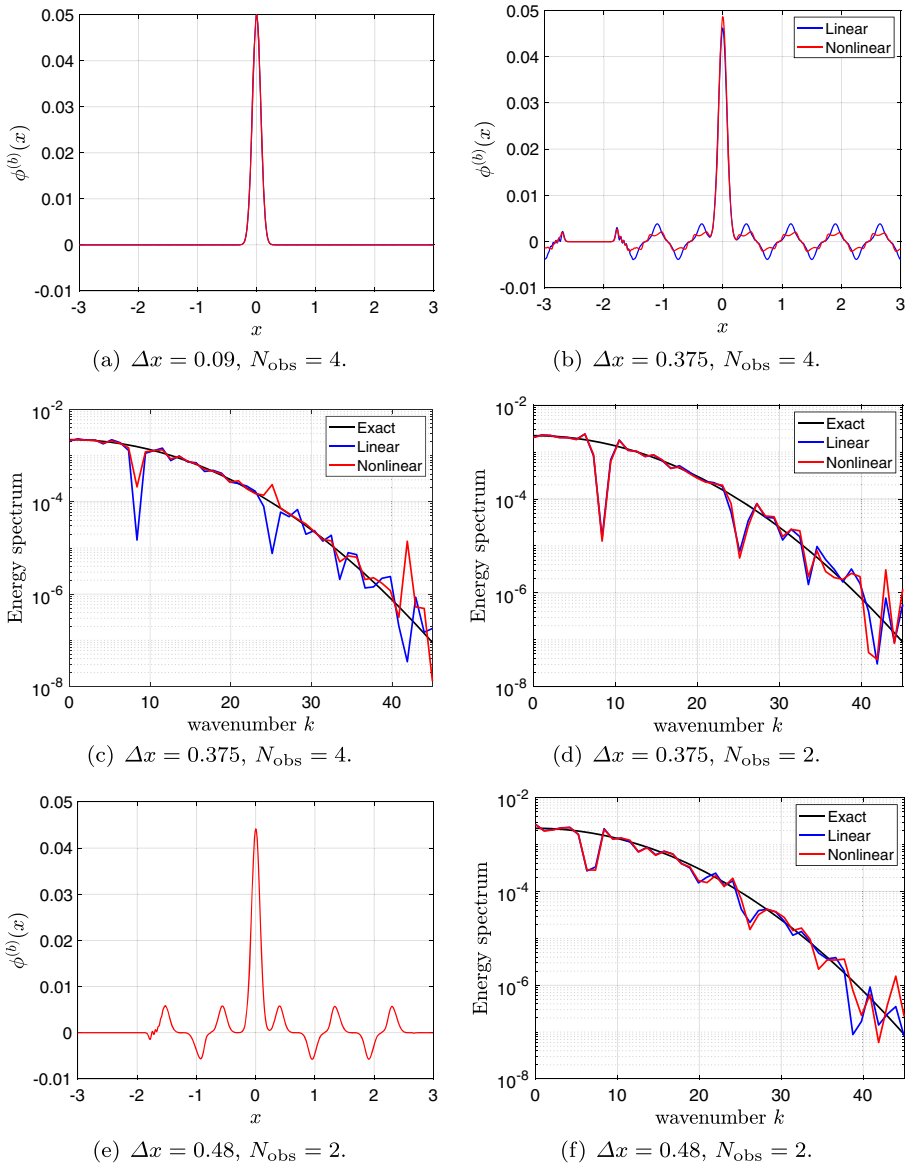 0.05
0.04
0.03
0.02
0.01
0
-0.01
-3 -2 -1 0 1 2 3
ϕ^(b)(x)
x
(a) Δx = 0.09, N_obs = 4.
0.05
0.04
0.03
0.02
0.01
0
-0.01
-3 -2 -1 0 1 2 3
ϕ^(b)(x)
x
Linear
Nonlinear
(b) Δx = 0.375, N_obs = 4.
10^-2
10^-4
10^-6
10^-8
0 10 20 30 40
Energy spectrum
wavenumber k
Exact
Linear
Nonlinear
(c) Δx = 0.375, N_obs = 4.
10^-2
10^-4
10^-6
10^-8
0 10 20 30 40
Energy spectrum
wavenumber k
Exact
Linear
Nonlinear
(d) Δx = 0.375, N_obs = 2.
0.05
0.04
0.03
0.02
0.01
0
-0.01
-3 -2 -1 0 1 2 3
ϕ^(b)(x)
x
(e) Δx = 0.48, N_obs = 2.
10^-2
10^-4
10^-6
10^-8
0 10 20 30 40
Energy spectrum
wavenumber k
Exact
Linear
Nonlinear
(f) Δx = 0.48, N_obs = 2.